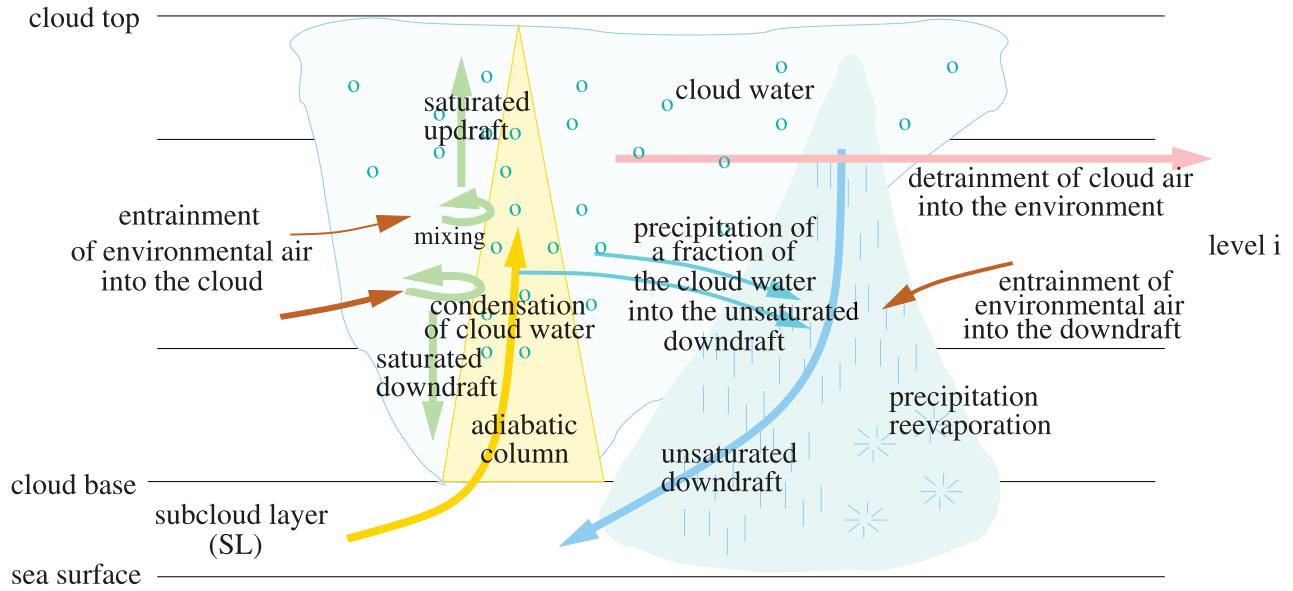 cloud top
saturated
updraft
cloud water
detrainment of cloud air
into the environment
level i
entrainment
of environmental air
into the cloud
mixing
precipitation of
a fraction of
the cloud water
into the unsaturated
downdraft
entrainment of
environmental air
into the downdraft
condensation
of cloud water
saturated
downdraft
adiabatic
column
precipitation
reevaporation
unsaturated
downdraft
cloud base
subcloud layer
(SL)
sea surface